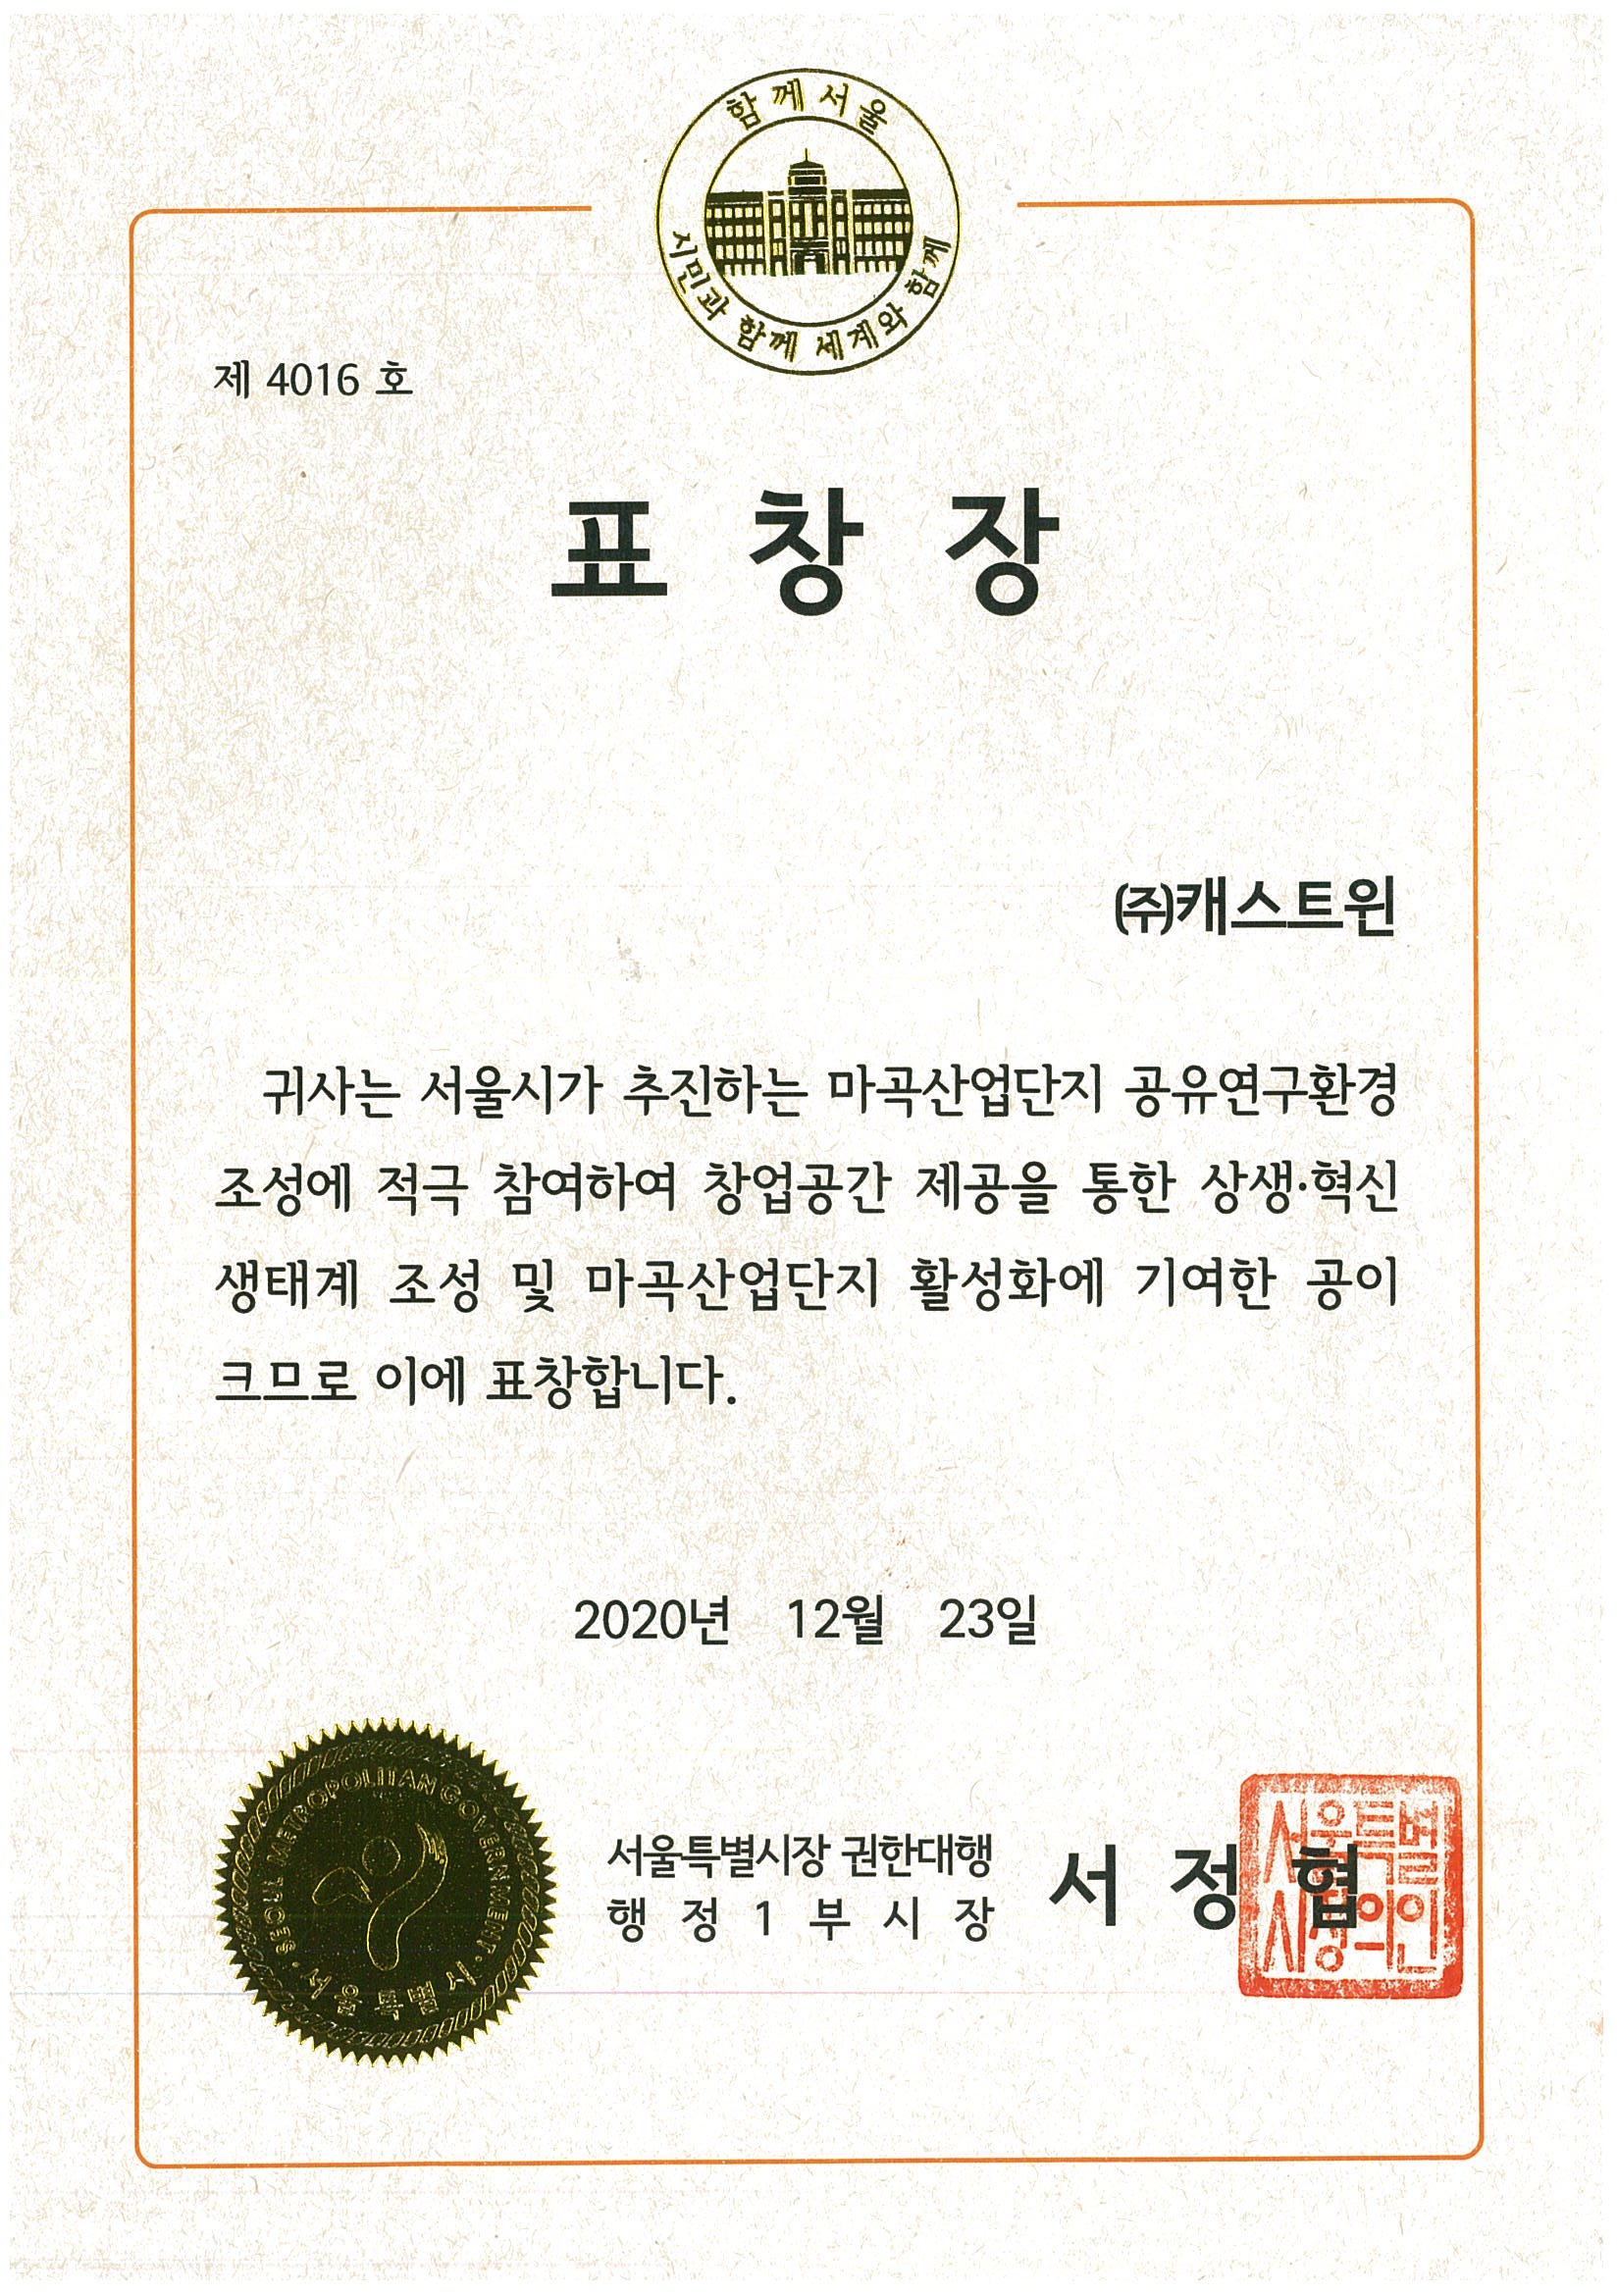 함께서울
시민과 함께 세계와 함께
제 4016 호
표 창 장
㈜캐스트윈
귀사는 서울시가 추진하는 마곡산업단지 공유연구환경
조성에 적극 참여하여 창업공간 제공을 통한 상생·혁신
생태계 조성 및 마곡산업단지 활성화에 기여한 공이
크므로 이에 표창합니다.
2020년 12월 23일
METROPOLITAN GOVERNMENT
서울특별시
서울특별시장 권한대행
행 정 1 부 시 장
서 정 협
서울특별
시장의인